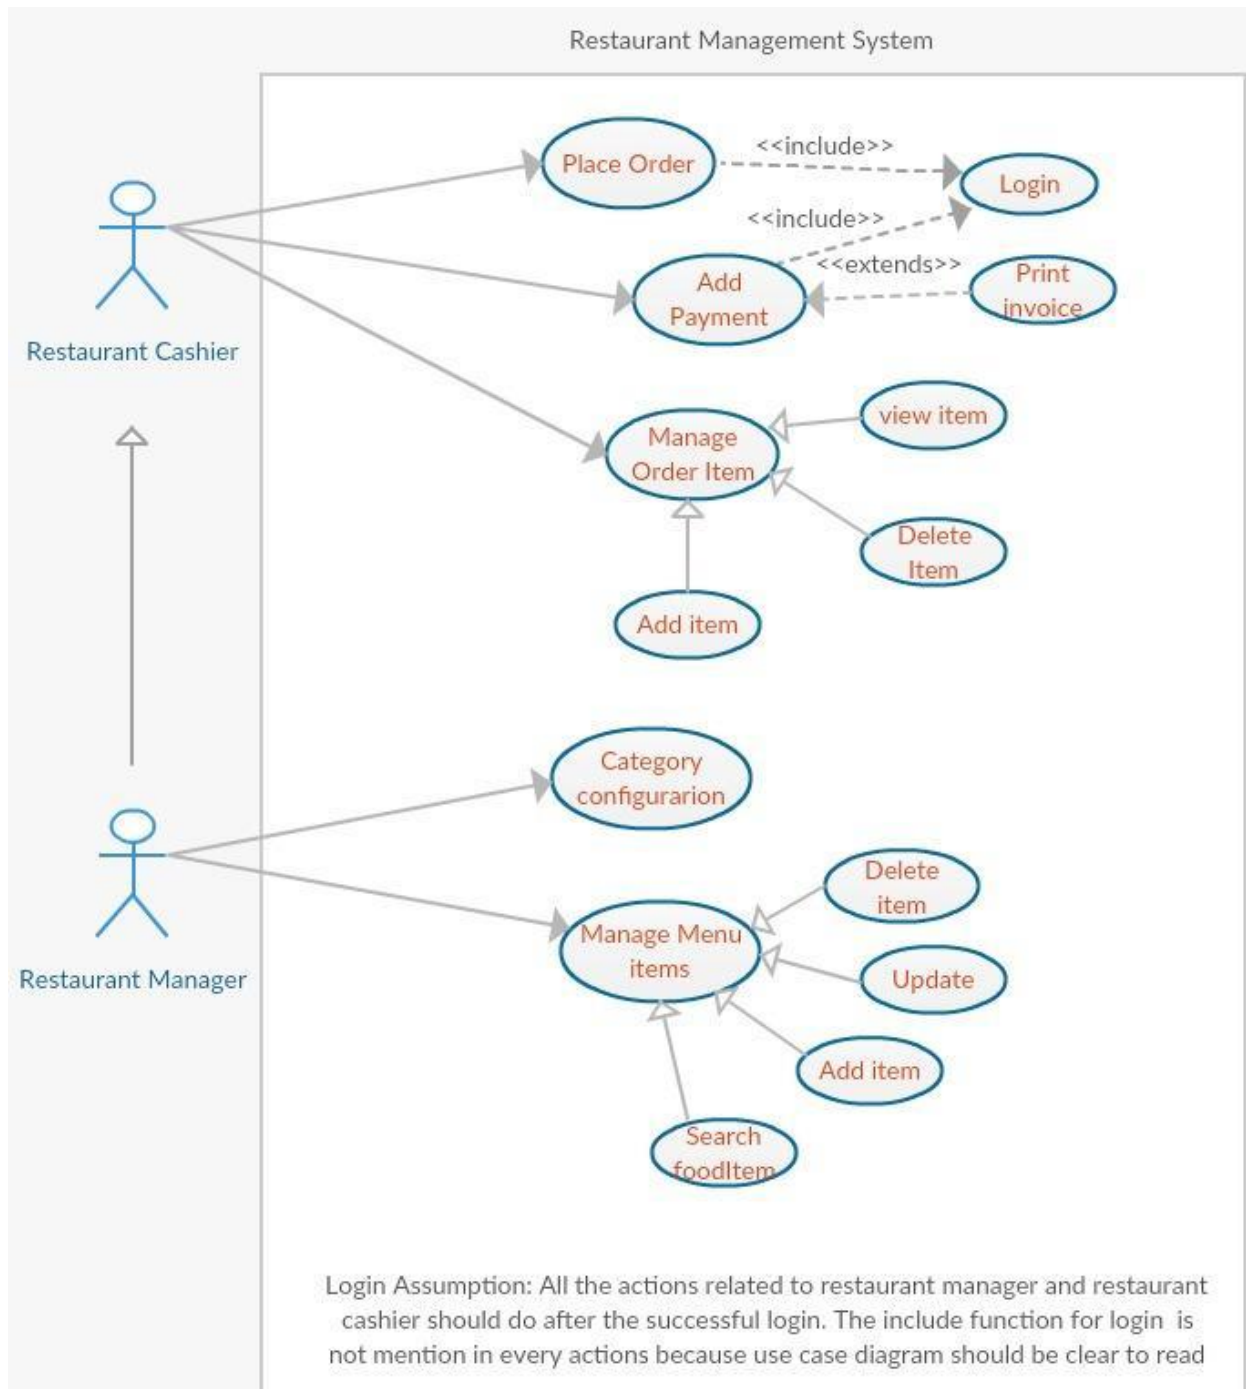 Restaurant Management System
Place Order
<<include>>
Login
<<include>>
Add
Payment
<<extends>>
Print
invoice
Restaurant Cashier
Manage
Order Item
view item
Delete
Item
Add item
Category
configurarion
Restaurant Manager
Manage Menu
items
Delete
item
Update
Add item
Search
foodItem
Login Assumption: All the actions related to restaurant manager and restaurant
cashier should do after the successful login. The include function for login is
not mention in every actions because use case diagram should be clear to read